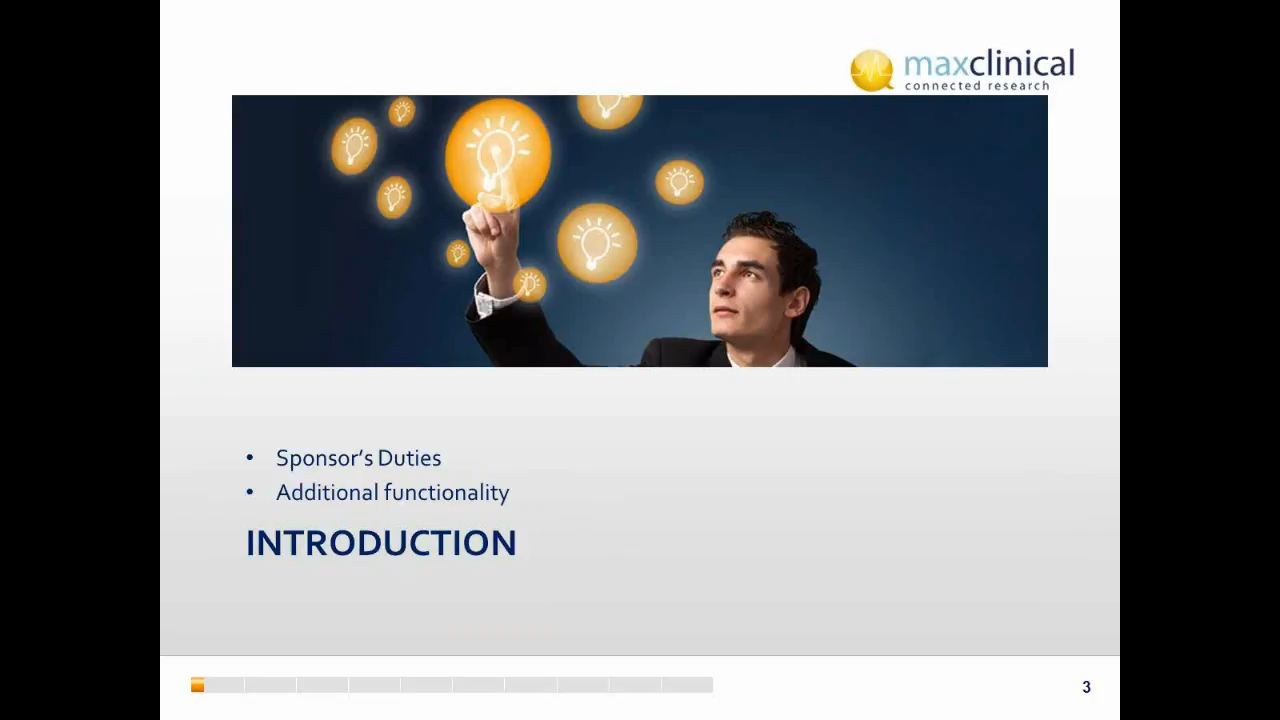 maxclinical
connected research
• Sponsor's Duties
• Additional functionality
INTRODUCTION
3